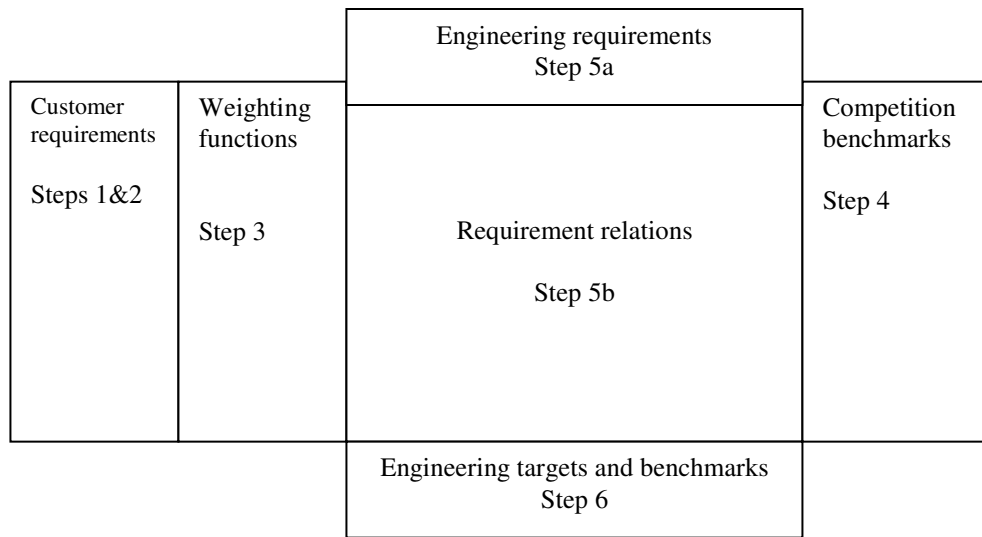 Engineering requirements
Step 5a
Customer
requirements
Steps 1&2
Weighting
functions
Step 3
Requirement relations
Step 5b
Competition
benchmarks
Step 4
Engineering targets and benchmarks
Step 6